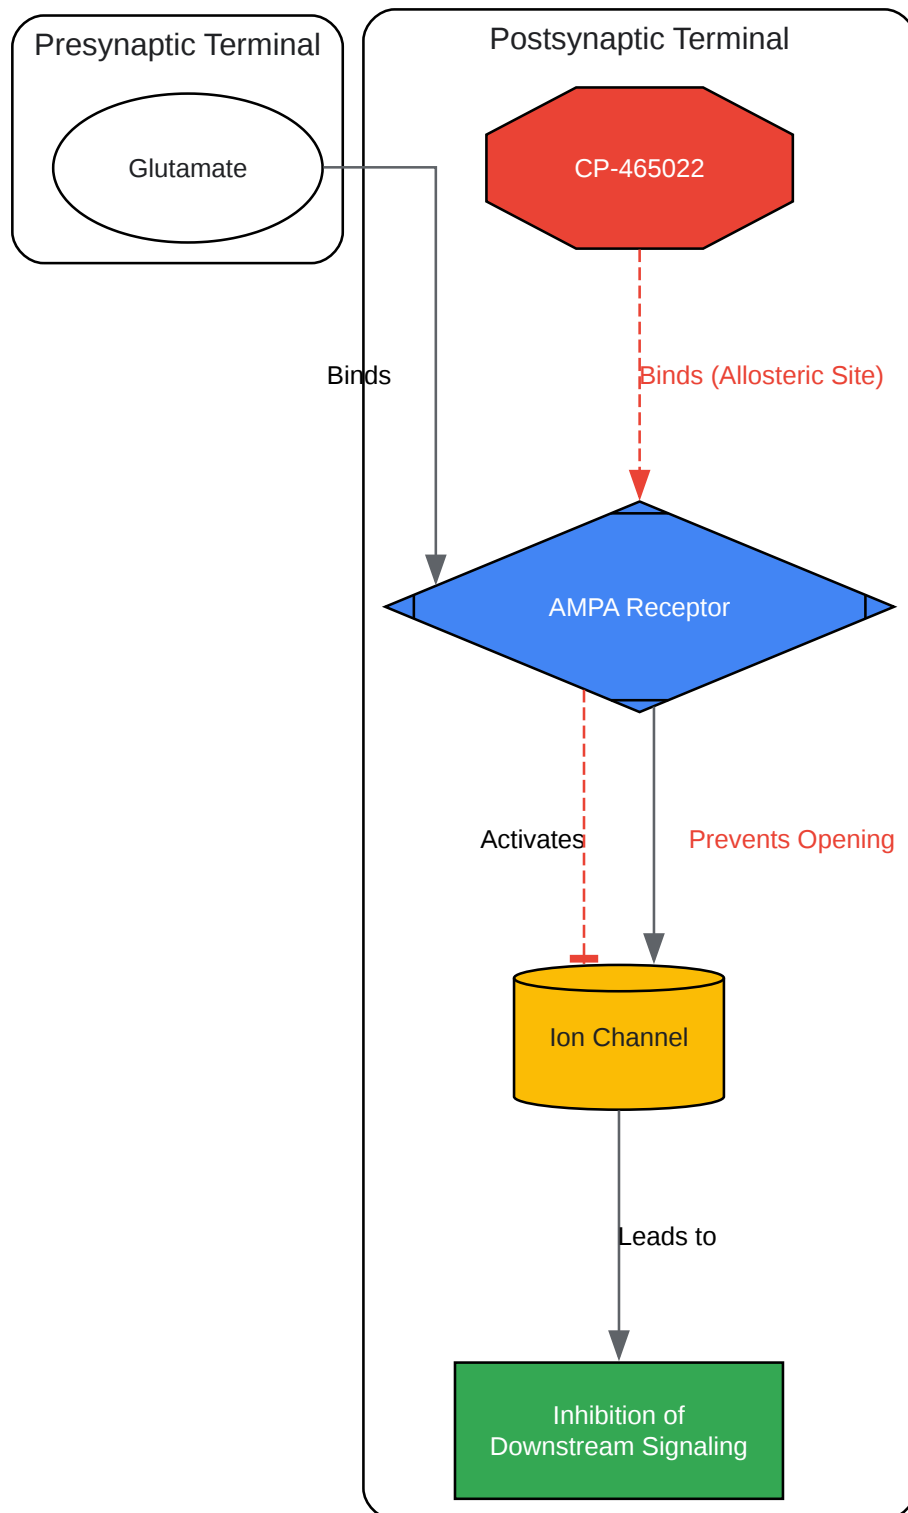 Presynaptic Terminal
Postsynaptic Terminal
Glutamate
CP-465022
Binds
Binds (Allosteric Site)
AMPA Receptor
Activates
Prevents Opening
Ion Channel
Leads to
Inhibition of
Downstream Signaling